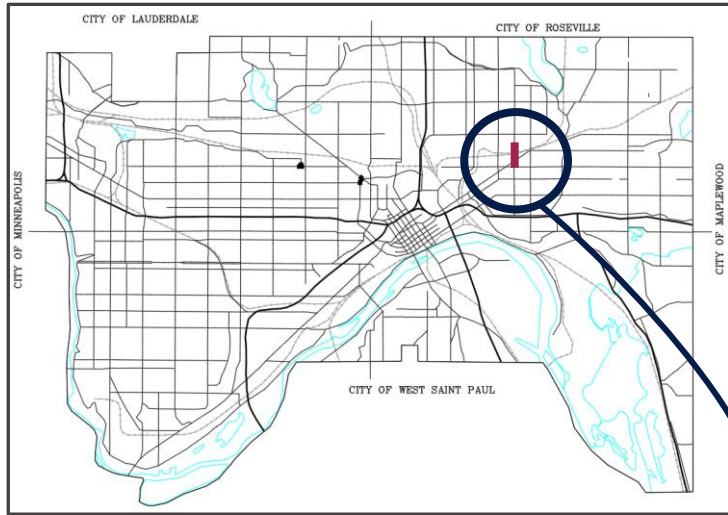 CITY OF LAUDERDALE
CITY OF ROSEVILLE
CITY OF MINNEAPOLIS
CITY OF MAPLEWOOD
CITY OF WEST SAINT PAUL